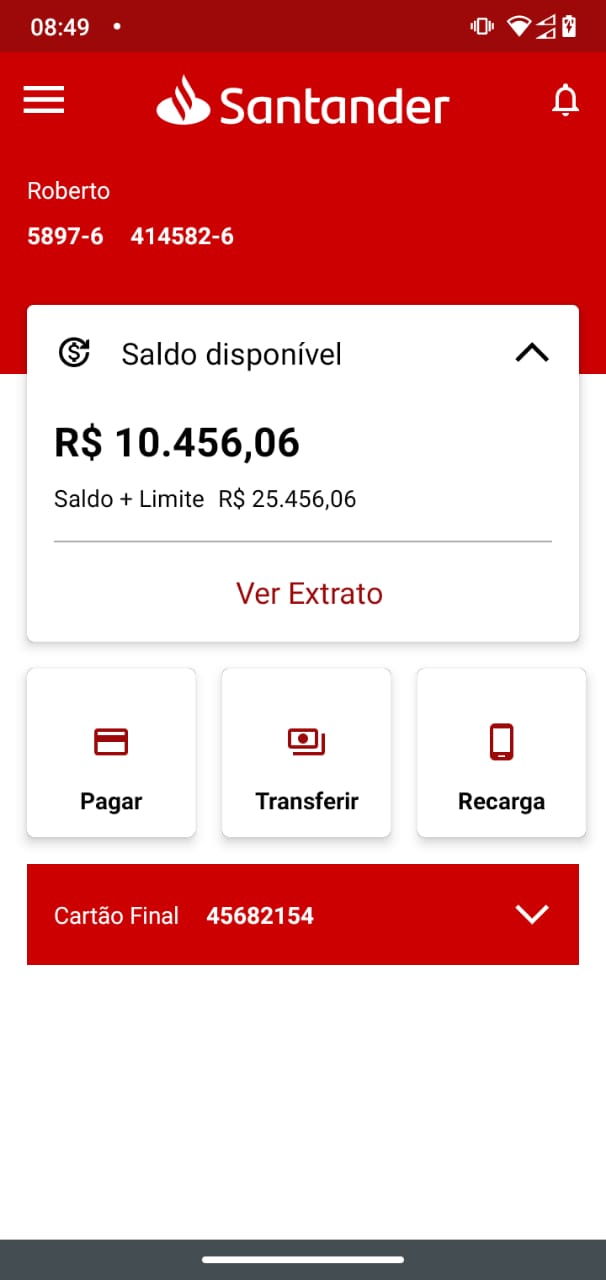 08:49
Santander
Roberto
5897-6 414582-6
Saldo disponível
R$ 10.456,06
Saldo + Limite R$ 25.456,06
Ver Extrato
Pagar Transferir Recarga
Cartão Final 45682154